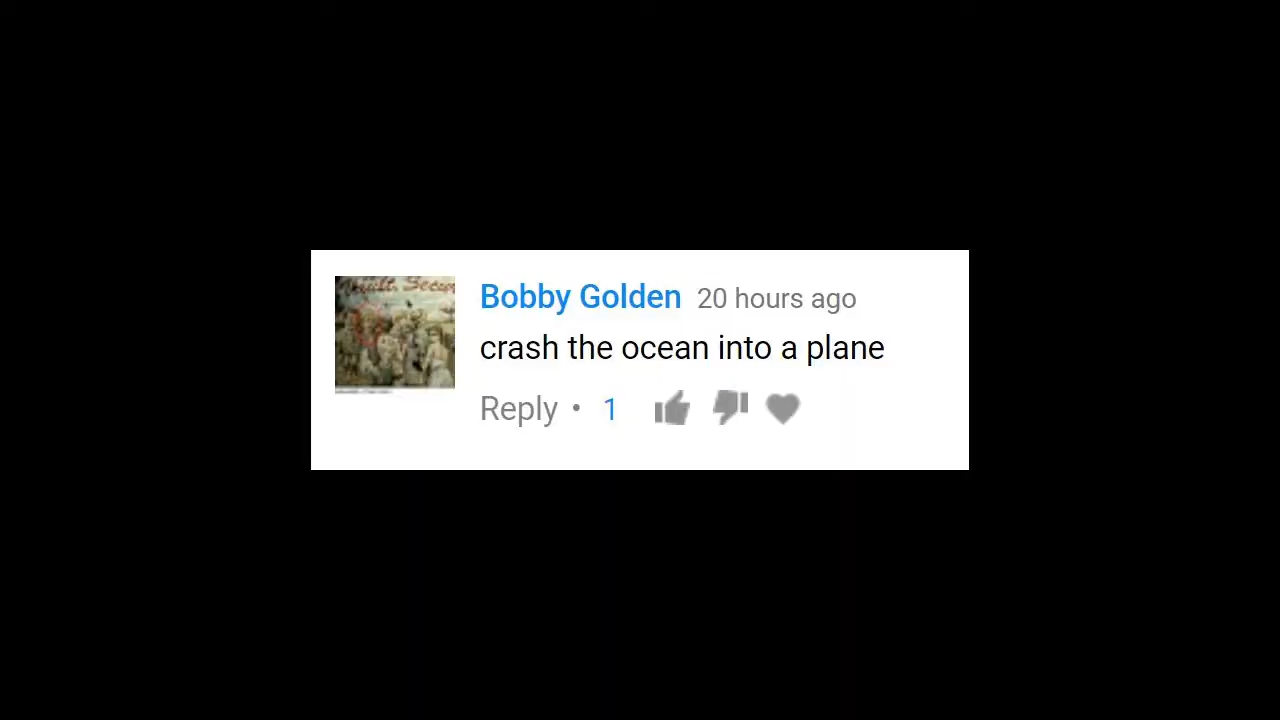 Bobby Golden 20 hours ago
crash the ocean into a plane
Reply • 1